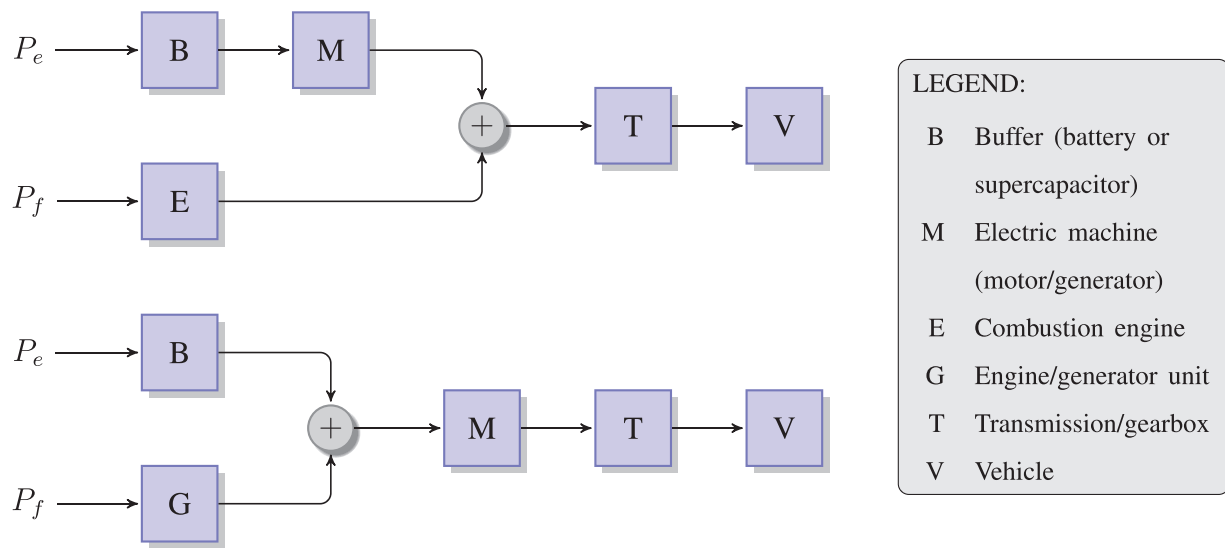 P_e B M
+ T V
P_f E
P_e B
+ M T V
P_f G
LEGEND:
B Buffer (battery or
supercapacitor)
M Electric machine
(motor/generator)
E Combustion engine
G Engine/generator unit
T Transmission/gearbox
V Vehicle